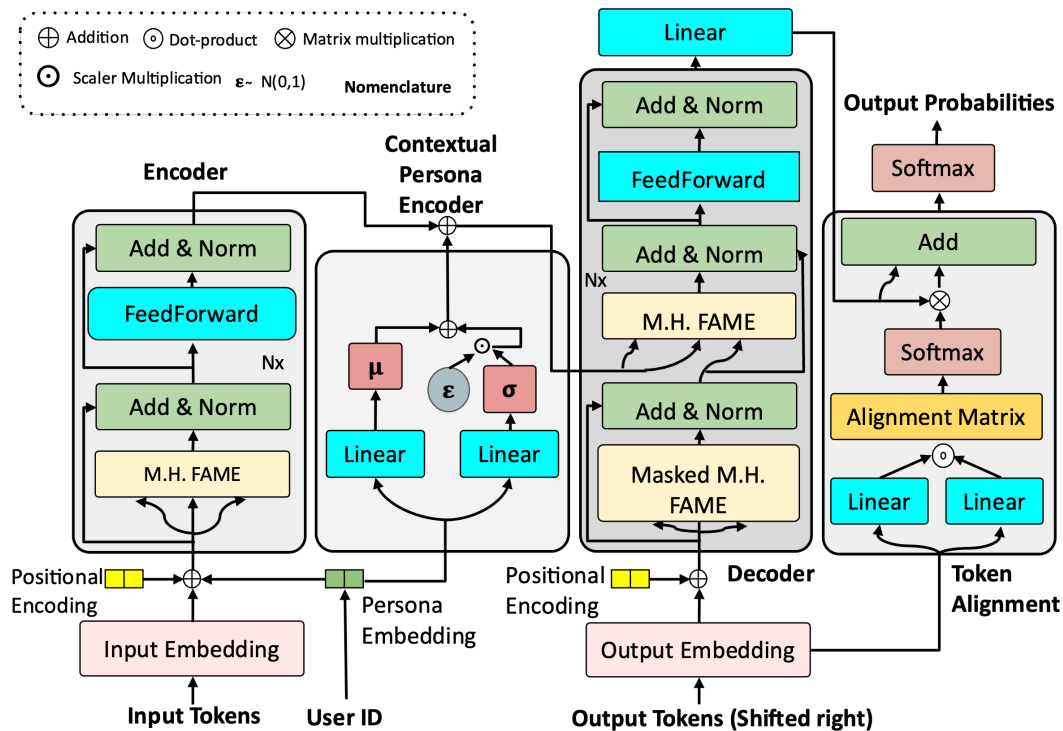 Addition
Dot-product
Matrix multiplication
Scaler Multiplication
ε~ N(0,1)
Nomenclature
Encoder
Add & Norm
FeedForward
Nx
Add & Norm
M.H. FAME
Positional
Encoding
Input Embedding
Input Tokens
Contextual
Persona
Encoder
μ
ε
σ
Linear
Linear
Persona
Embedding
User ID
Linear
Add & Norm
FeedForward
Add & Norm
Nx
M.H. FAME
Add & Norm
Masked M.H.
FAME
Positional
Encoding
Decoder
Output Embedding
Output Tokens (Shifted right)
Output Probabilities
Softmax
Add
Softmax
Alignment Matrix
Linear
Linear
Token
Alignment